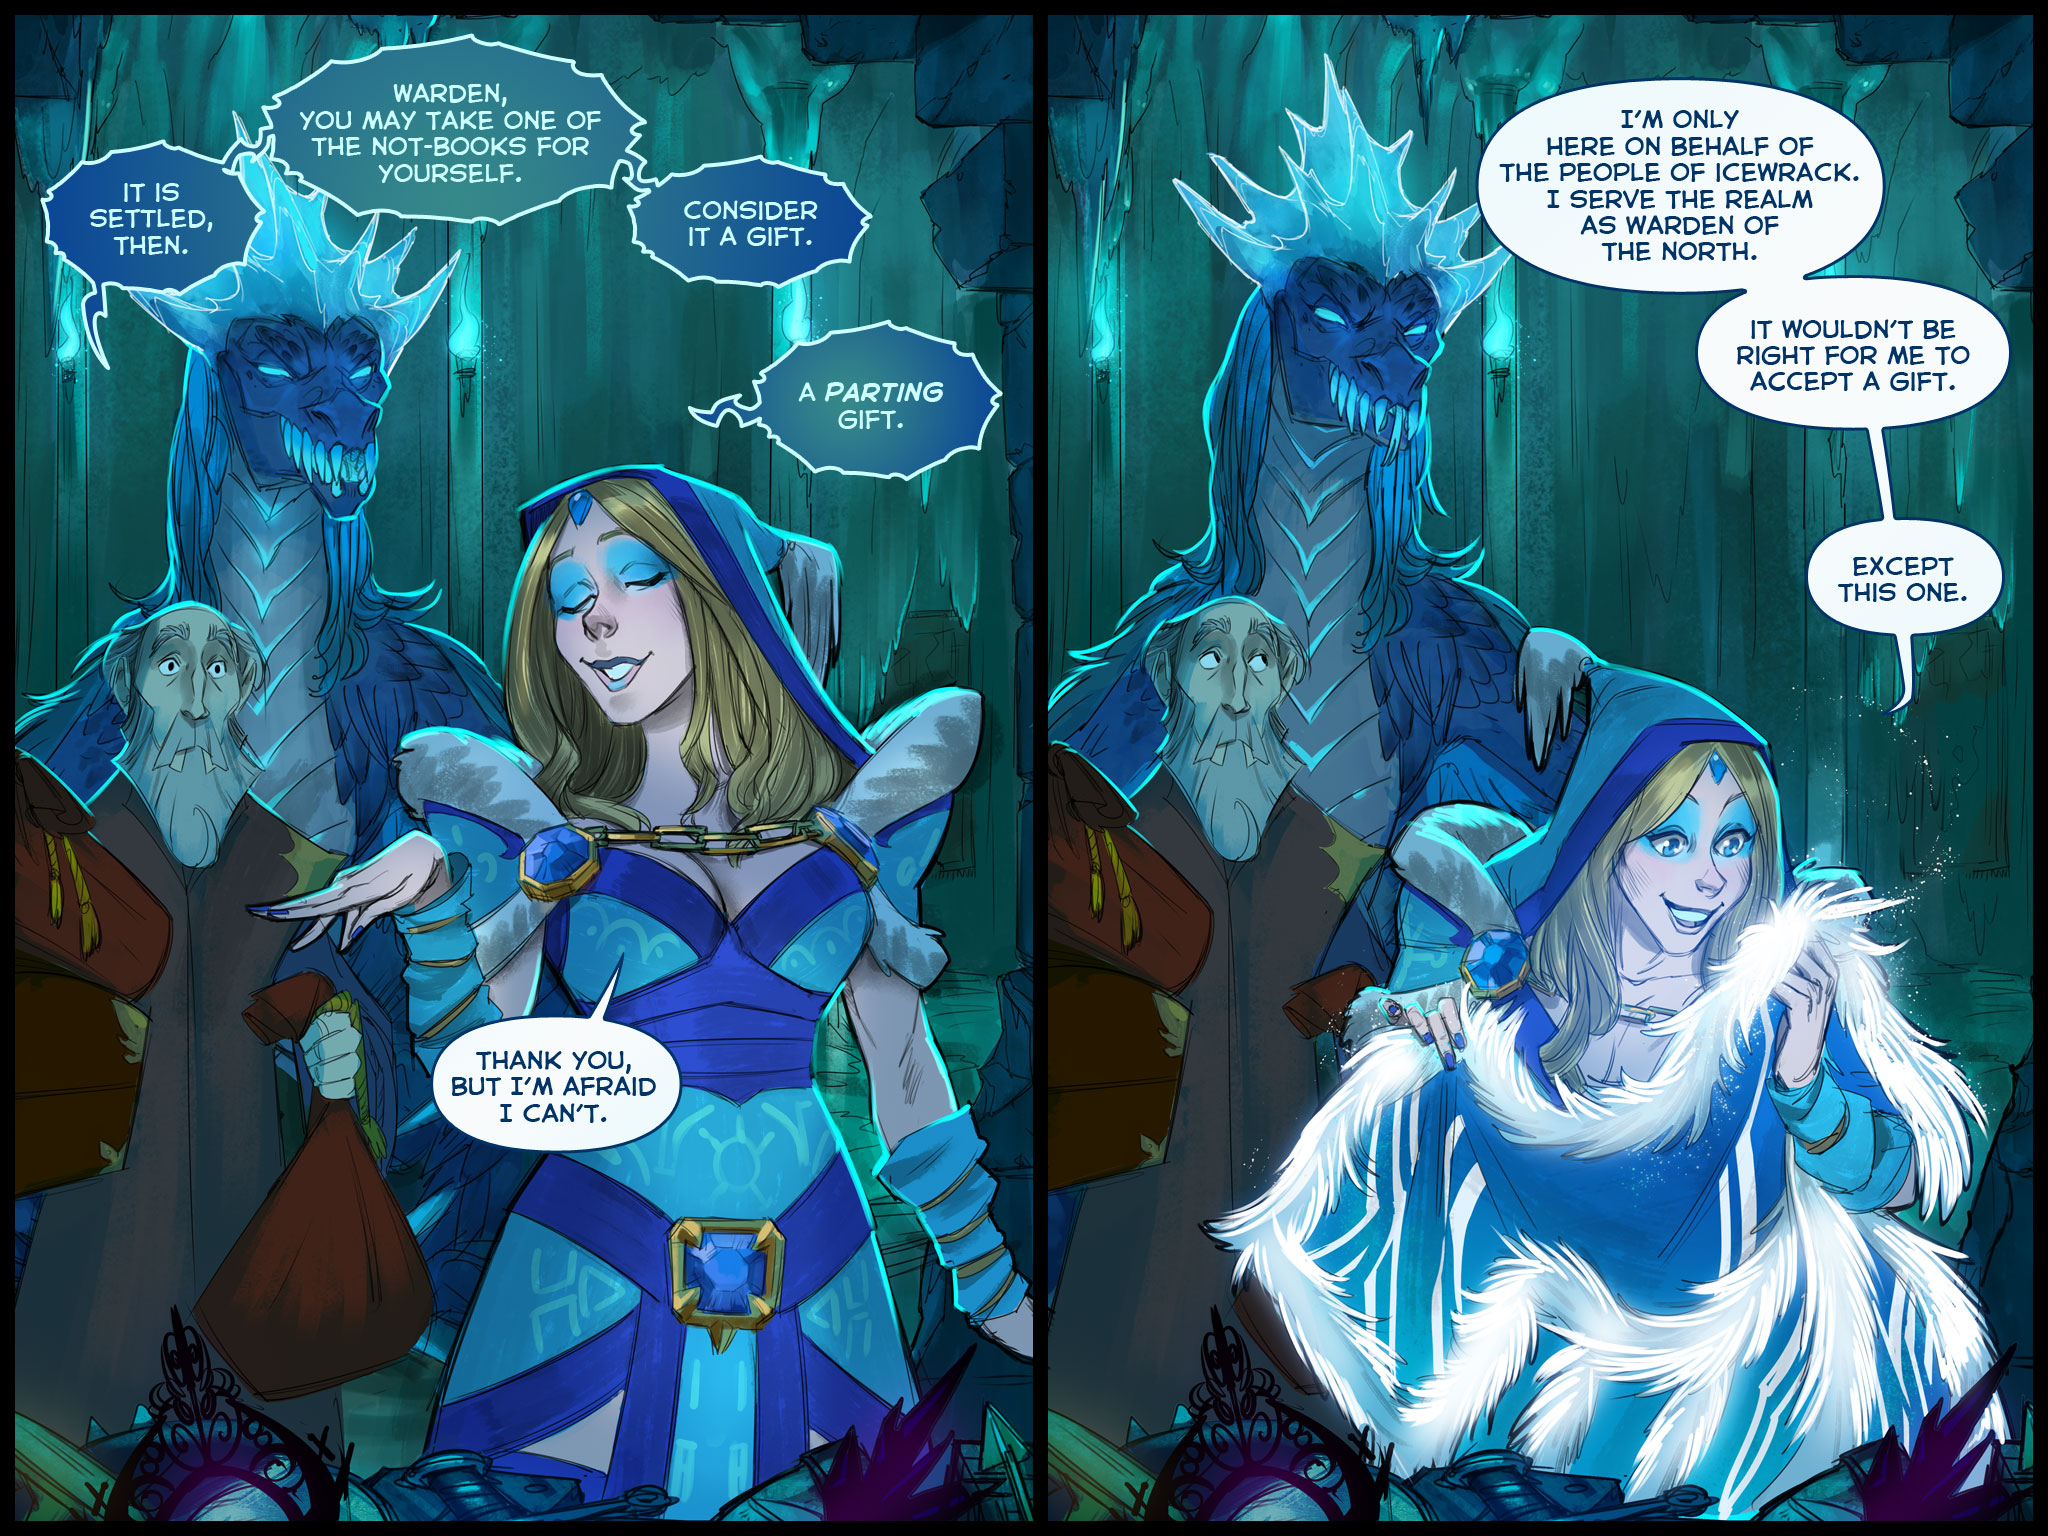 IT IS
SETTLED,
THEN.
WARDEN,
YOU MAY TAKE ONE OF
THE NOT-BOOKS FOR
YOURSELF.
CONSIDER
IT A GIFT.
A PARTING
GIFT.
THANK YOU,
BUT I'M AFRAID
I CAN'T.
I'M ONLY
HERE ON BEHALF OF
THE PEOPLE OF ICEWRACK.
I SERVE THE REALM
AS WARDEN OF
THE NORTH.
IT WOULDN'T BE
RIGHT FOR ME TO
ACCEPT A GIFT.
EXCEPT
THIS ONE.